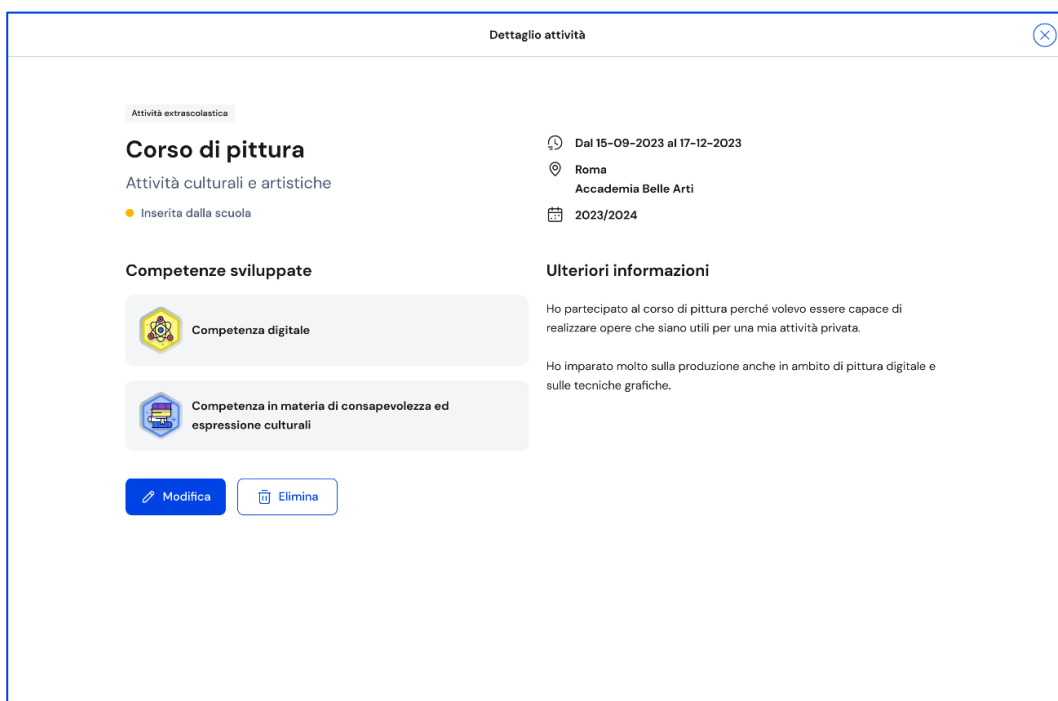 Dettaglio attività
Attività extrascolastica
Corso di pittura
Attività culturali e artistiche
Inserita dalla scuola
Dal 15-09-2023 al 17-12-2023
Roma
Accademia Belle Arti
2023/2024
Competenze sviluppate
Competenza digitale
Competenza in materia di consapevolezza ed
espressione culturali
Ulteriori informazioni
Ho partecipato al corso di pittura perché volevo essere capace di
realizzare opere che siano utili per una mia attività privata.
Ho imparato molto sulla produzione anche in ambito di pittura digitale e
sulle tecniche grafiche.
Modifica
Elimina